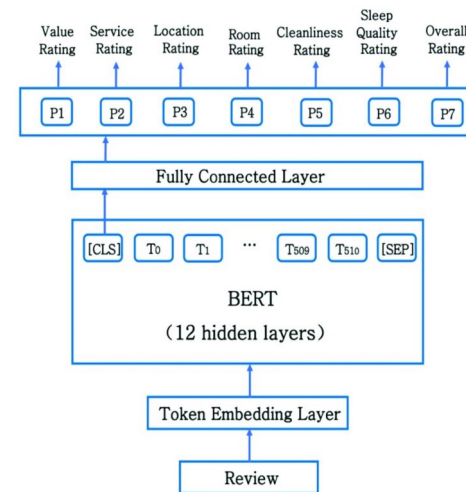 Value Rating
Service Rating
Location Rating
Room Rating
Cleanliness Rating
Sleep Quality Rating
Overall Rating
P1 P2 P3 P4 P5 P6 P7
Fully Connected Layer
[CLS] T0 T1 ... T509 T510 [SEP]
BERT
(12 hidden layers)
Token Embedding Layer
Review